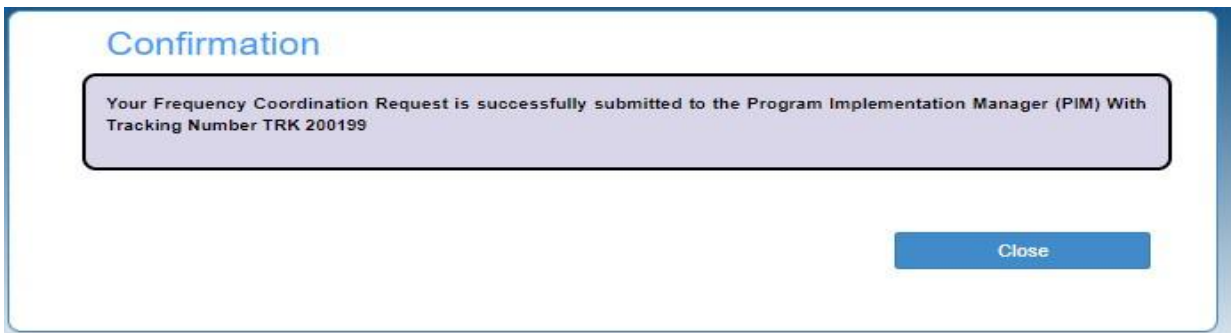 Confirmation
Your Frequency Coordination Request is successfully submitted to the Program Implementation Manager (PIM) With
Tracking Number TRK 200199
Close